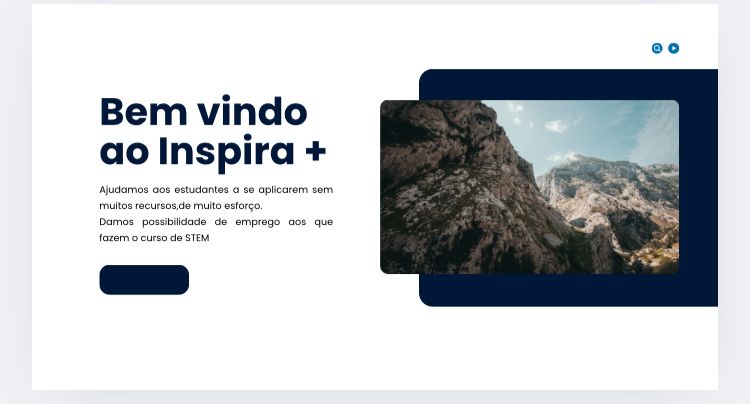 Bem vindo
ao Inspira +
Ajudamos aos estudantes a se aplicarem sem
muitos recursos,de muito esforço.
Damos possibilidade de emprego aos que
fazem o curso de STEM